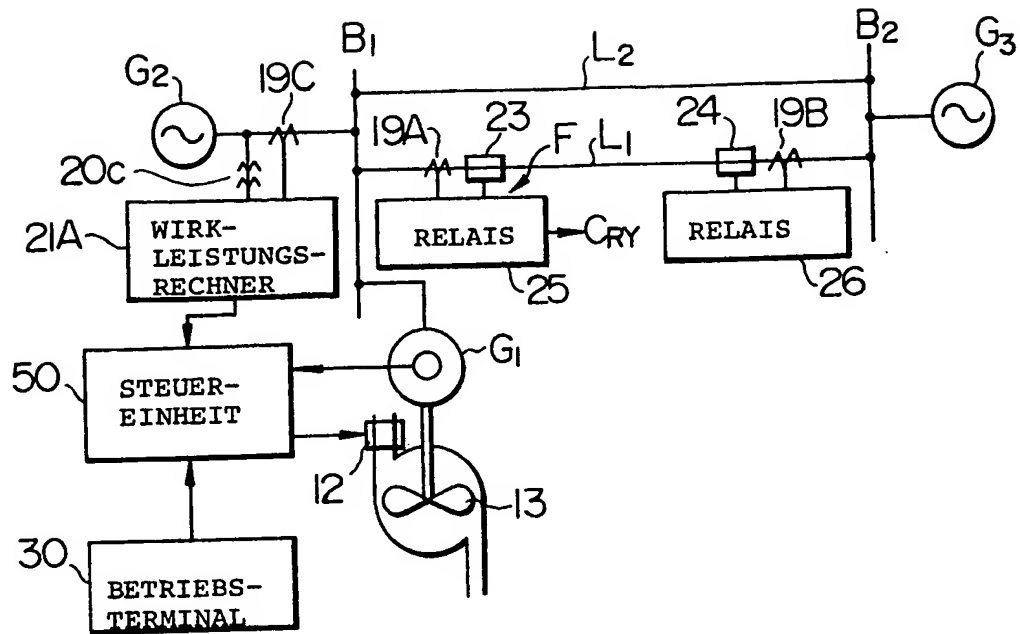 B1
B2
G2
19C
L2
G3
19A
23
F
L1
24
19B
20c
21A
WIRK-
LEISTUNGS-
RECHNER
RELAIS
CRY
RELAIS
25
26
G1
50
STEUER-
EINHEIT
12
13
30
BETRIEBS-
TERMINAL